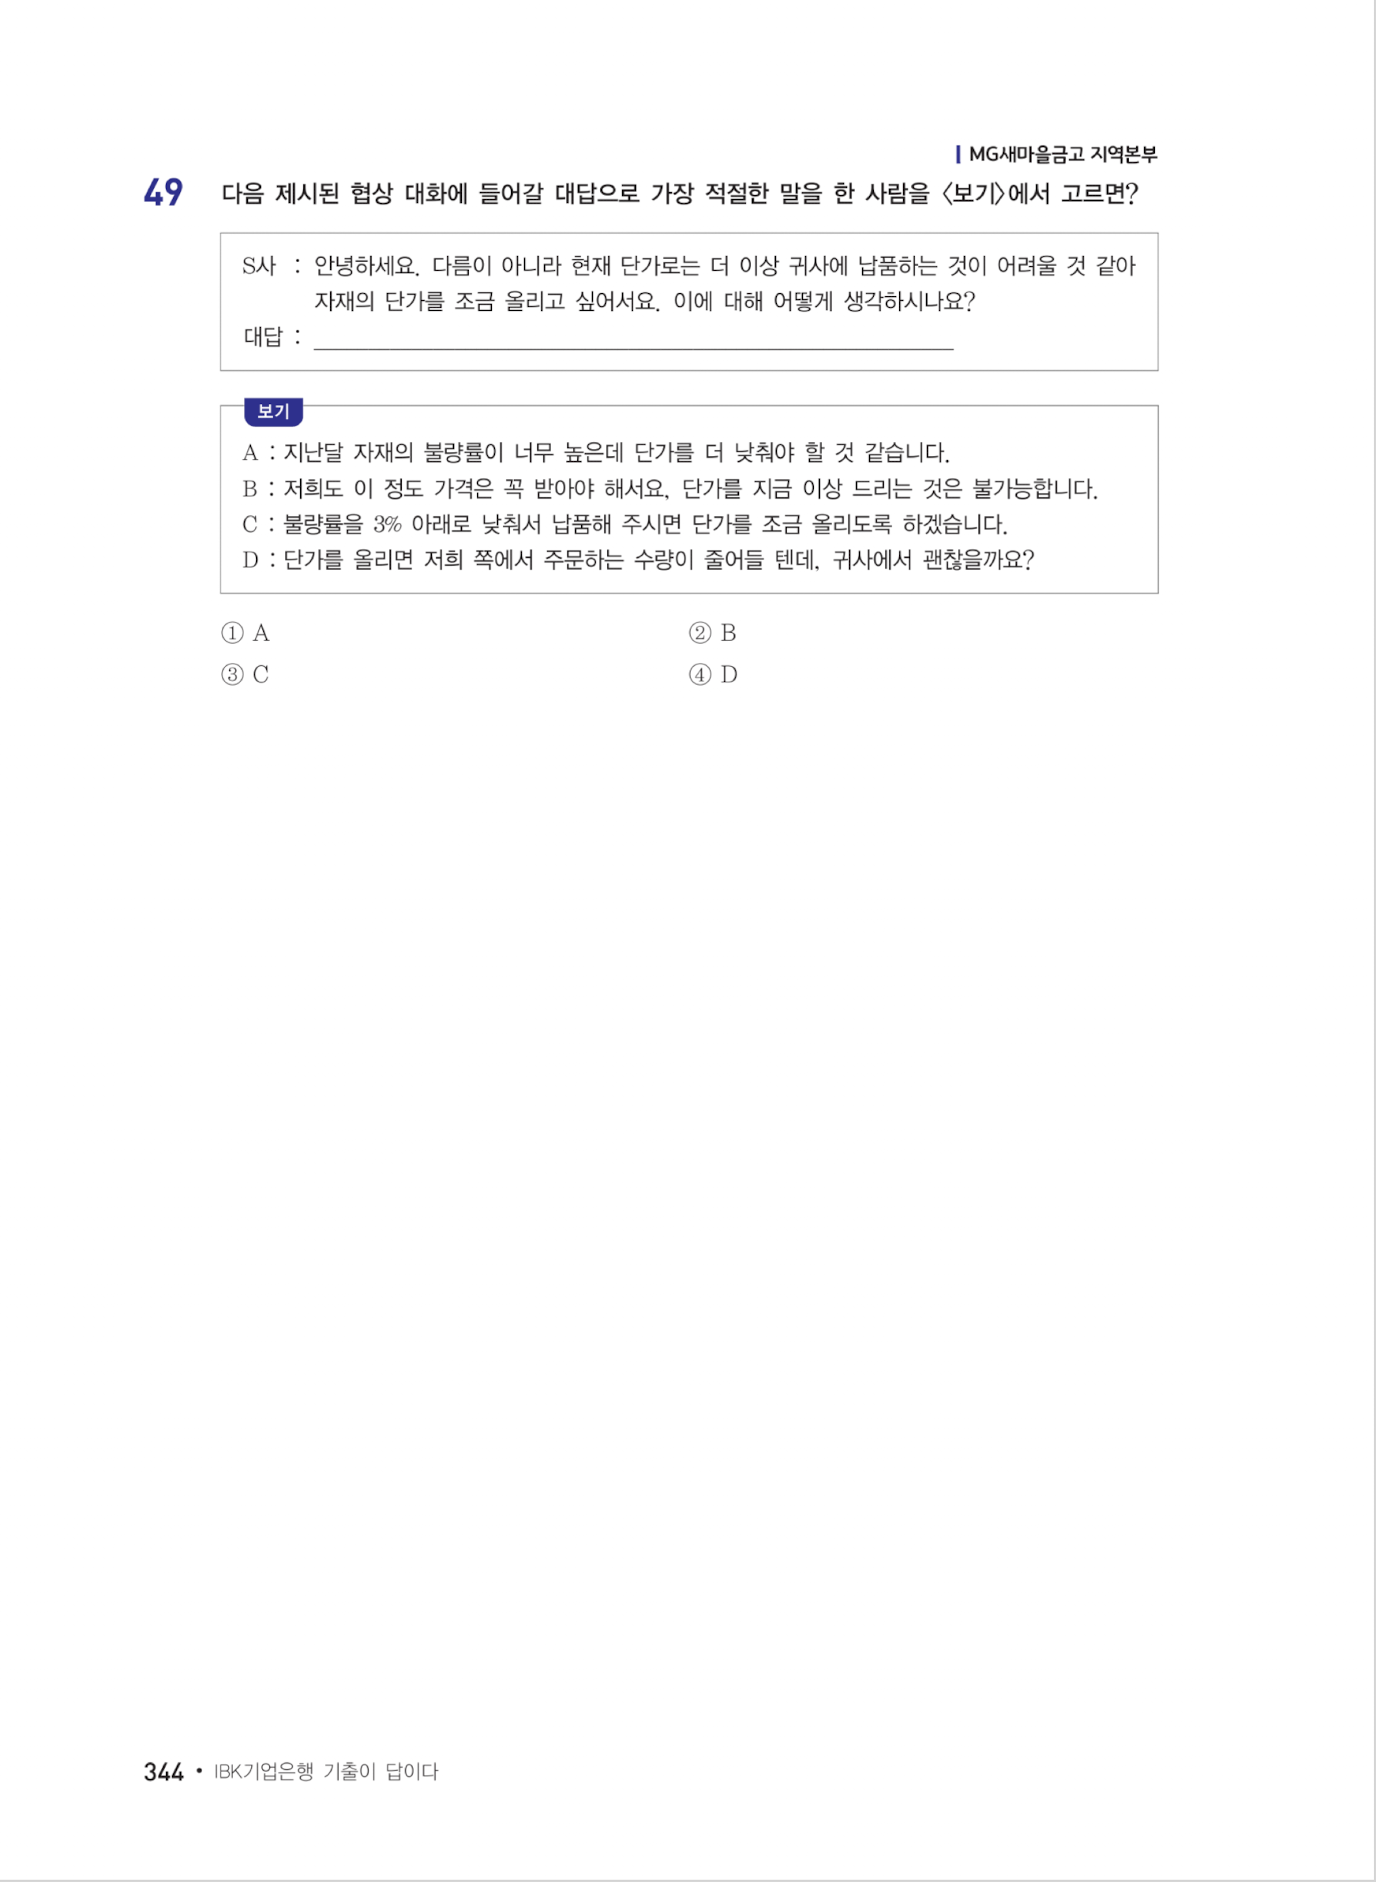 MG새마을금고 지역본부
49 다음 제시된 협상 대화에 들어갈 대답으로 가장 적절한 말을 한 사람을 〈보기〉에서 고르면?
S사 : 안녕하세요. 다름이 아니라 현재 단가로는 더 이상 귀사에 납품하는 것이 어려울 것 같아
자재의 단가를 조금 올리고 싶어서요. 이에 대해 어떻게 생각하시나요?
대답 :
보기
A : 지난달 자재의 불량률이 너무 높은데 단가를 더 낮춰야 할 것 같습니다.
B : 저희도 이 정도 가격은 꼭 받아야 해서요, 단가를 지금 이상 드리는 것은 불가능합니다.
C : 불량률을 3% 아래로 낮춰서 납품해 주시면 단가를 조금 올리도록 하겠습니다.
D : 단가를 올리면 저희 쪽에서 주문하는 수량이 줄어들 텐데, 귀사에서 괜찮을까요?
① A ② B
③ C ④ D
344 • IBK기업은행 기출이 답이다